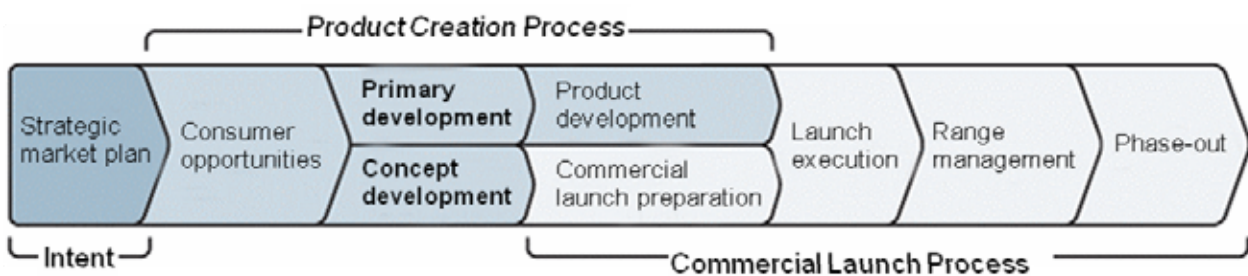 Product Creation Process
Strategic
market plan
Consumer
opportunities
Primary
development
Concept
development
Product
development
Commercial
launch preparation
Launch
execution
Range
management
Phase-out
Intent
Commercial Launch Process